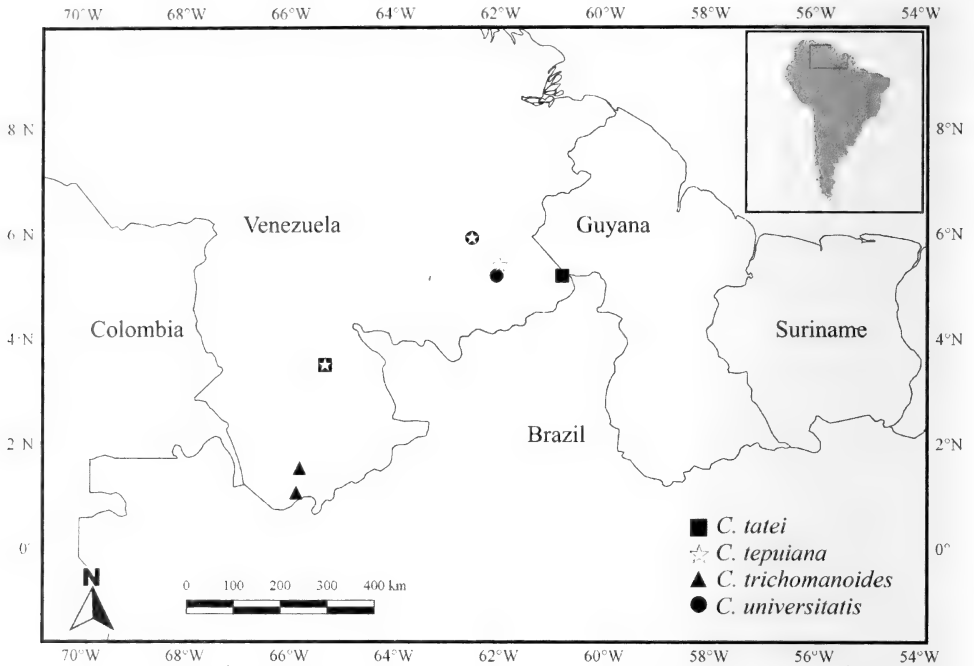 70°W 68°W 66°W 64°W 62°W 60°W 58°W 56°W 54°W
8°N 8°N
Venezuela Guyana
6°N 6°N
Colombia Suriname
4°N 4°N
Brazil
2°N 2°N
C. tatei
C. tepuiana
0° 0°
C. trichomanoides
N
0 100 200 300 400 km
C. universitatis
70°W 68°W 66°W 64°W 62°W 60°W 58°W 56°W 54°W